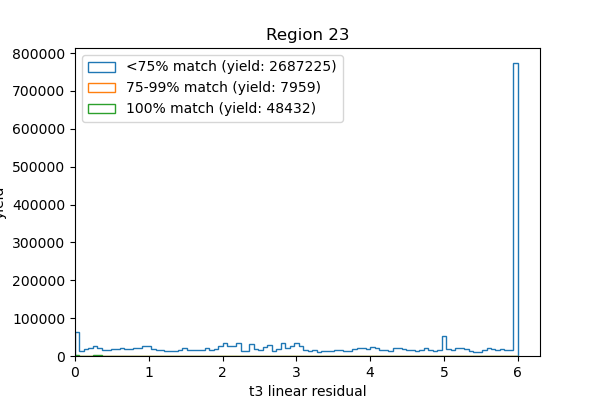 Region 23
<75% match (yield: 2687225)
75-99% match (yield: 7959)
100% match (yield: 48432)
800000
700000
600000
500000
400000
300000
200000
100000
0
0 1 2 3 4 5 6
t3 linear residual